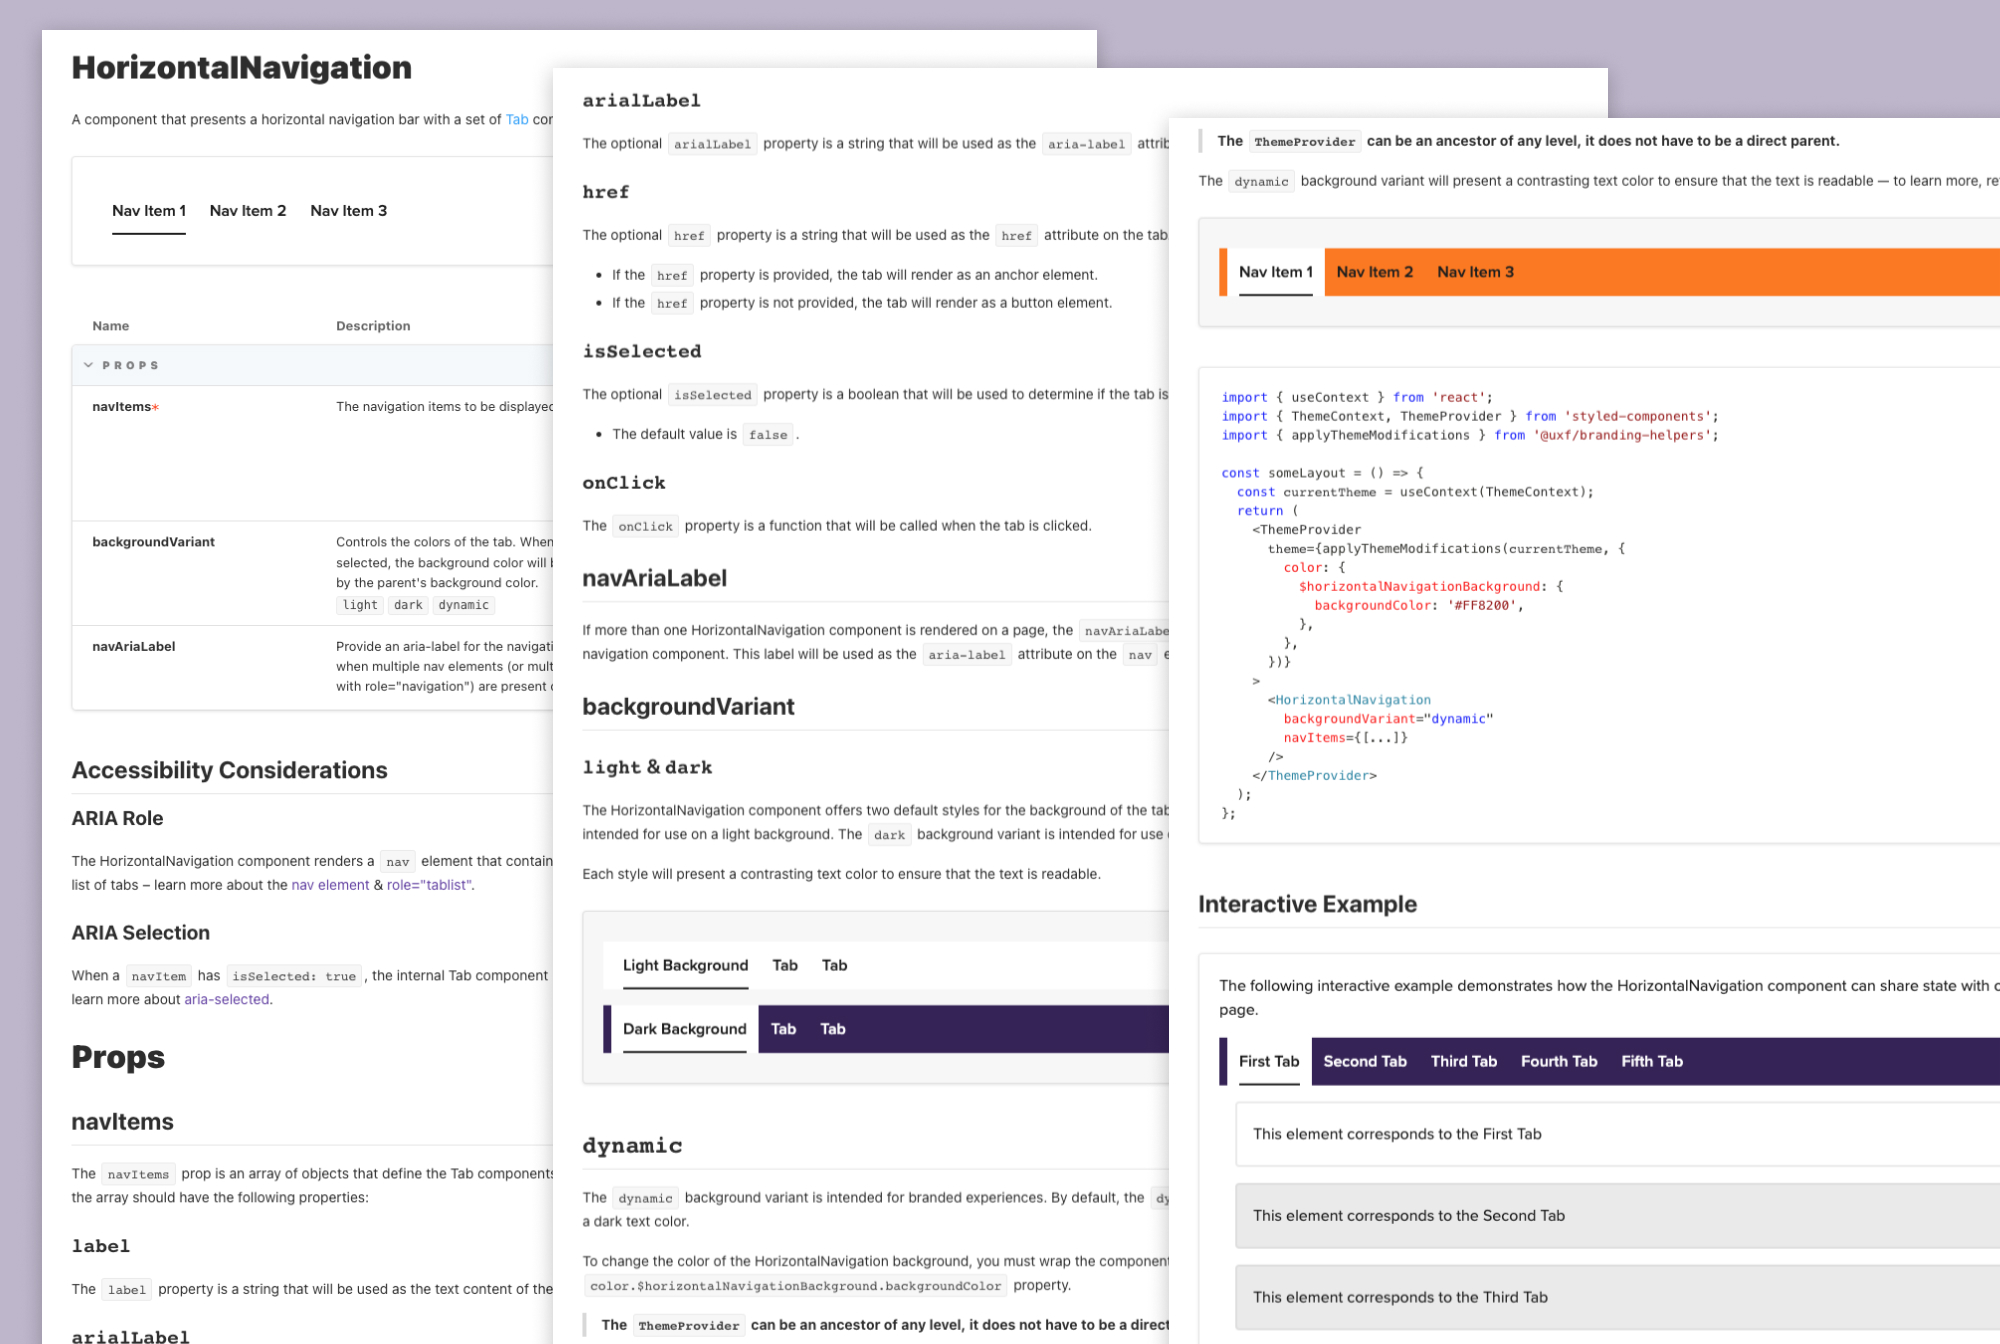 HorizontalNavigation
A component that presents a horizontal navigation bar with a set of Tab
Nav Item 1 Nav Item 2 Nav Item 3
Name Description
PROPS
navItems* The navigation items to be displayed
backgroundVariant Controls the colors of the tab. When
selected, the background color will
by the parent's background color.
light dark dynamic
navAriaLabel Provide an aria-label for the
when multiple nav elements (or
with role="navigation") are present
Accessibility Considerations
ARIA Role
The HorizontalNavigation component renders a nav element that
list of tabs – learn more about the nav element & role="tablist".
ARIA Selection
When a navItem has isSelected: true, the internal Tab component
learn more about aria-selected.
Props
navItems
The navItems prop is an array of objects that define the Tab components
the array should have the following properties:
label
The label property is a string that will be used as the text content of the
arialLabel
arialLabel
The optional arialLabel property is a string that will be used as the aria-label
href
The optional href property is a string that will be used as the href attribute on the tab.
• If the href property is provided, the tab will render as an anchor element.
• If the href property is not provided, the tab will render as a button element.
isSelected
The optional isSelected property is a boolean that will be used to determine if the tab is
• The default value is false.
onClick
The onClick property is a function that will be called when the tab is clicked.
navAriaLabel
If more than one HorizontalNavigation component is rendered on a page, the
navigation component. This label will be used as the aria-label attribute on the nav
backgroundVariant
light & dark
The HorizontalNavigation component offers two default styles for the background of the
intended for use on a light background. The dark background variant is intended for use
Each style will present a contrasting text color to ensure that the text is readable.
Light Background Tab Tab
Dark Background Tab Tab
dynamic
The dynamic background variant is intended for branded experiences. By default, the
a dark text color.
To change the color of the HorizontalNavigation background, you must wrap the component
color.$horizontalNavigationBackground.backgroundColor property.
The ThemeProvider can be an ancestor of any level, it does not have to be a direct
The ThemeProvider can be an ancestor of any level, it does not have to be a direct parent.
The dynamic background variant will present a contrasting text color to ensure that the text is readable — to learn more,
Nav Item 1 Nav Item 2 Nav Item 3
import { useContext } from 'react';
import { ThemeContext, ThemeProvider } from 'styled-components';
import { applyThemeModifications } from '@uxf/branding-helpers';
const someLayout = () => {
const currentTheme = useContext(ThemeContext);
return (
<ThemeProvider
theme={applyThemeModifications(currentTheme, {
color: {
$horizontalNavigationBackground: {
backgroundColor: '#FF8200',
},
},
})}
>
<HorizontalNavigation
backgroundVariant="dynamic"
navItems={[...]}
/>
</ThemeProvider>
);
};
Interactive Example
The following interactive example demonstrates how the HorizontalNavigation component can share state with
page.
First Tab Second Tab Third Tab Fourth Tab Fifth Tab
This element corresponds to the First Tab
This element corresponds to the Second Tab
This element corresponds to the Third Tab